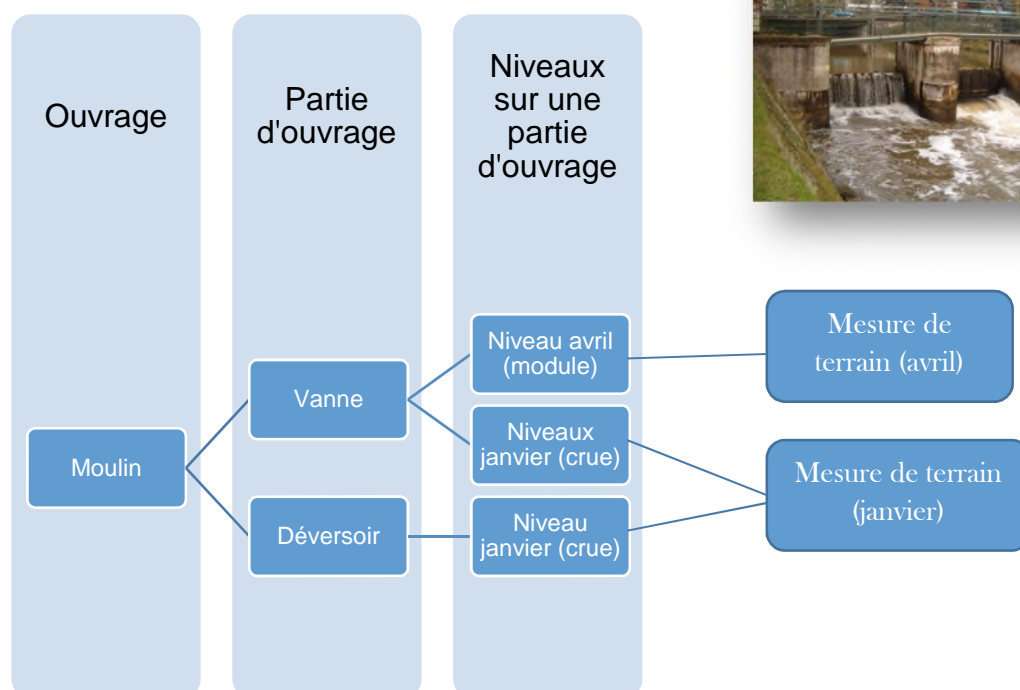 Ouvrage
Partie
d'ouvrage
Niveaux
sur une
partie
d'ouvrage
Moulin
Vanne
Déversoir
Niveau avril
(module)
Niveaux
janvier (crue)
Niveau
janvier (crue)
Mesure de
terrain (avril)
Mesure de terrain
(janvier)